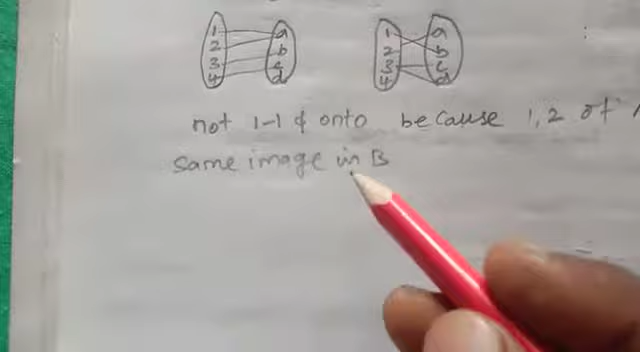 1 a 1 a
2 b 2 b
3 c 3 c
4 d 4 d
not 1-1 & onto because 1, 2 of
same image in B